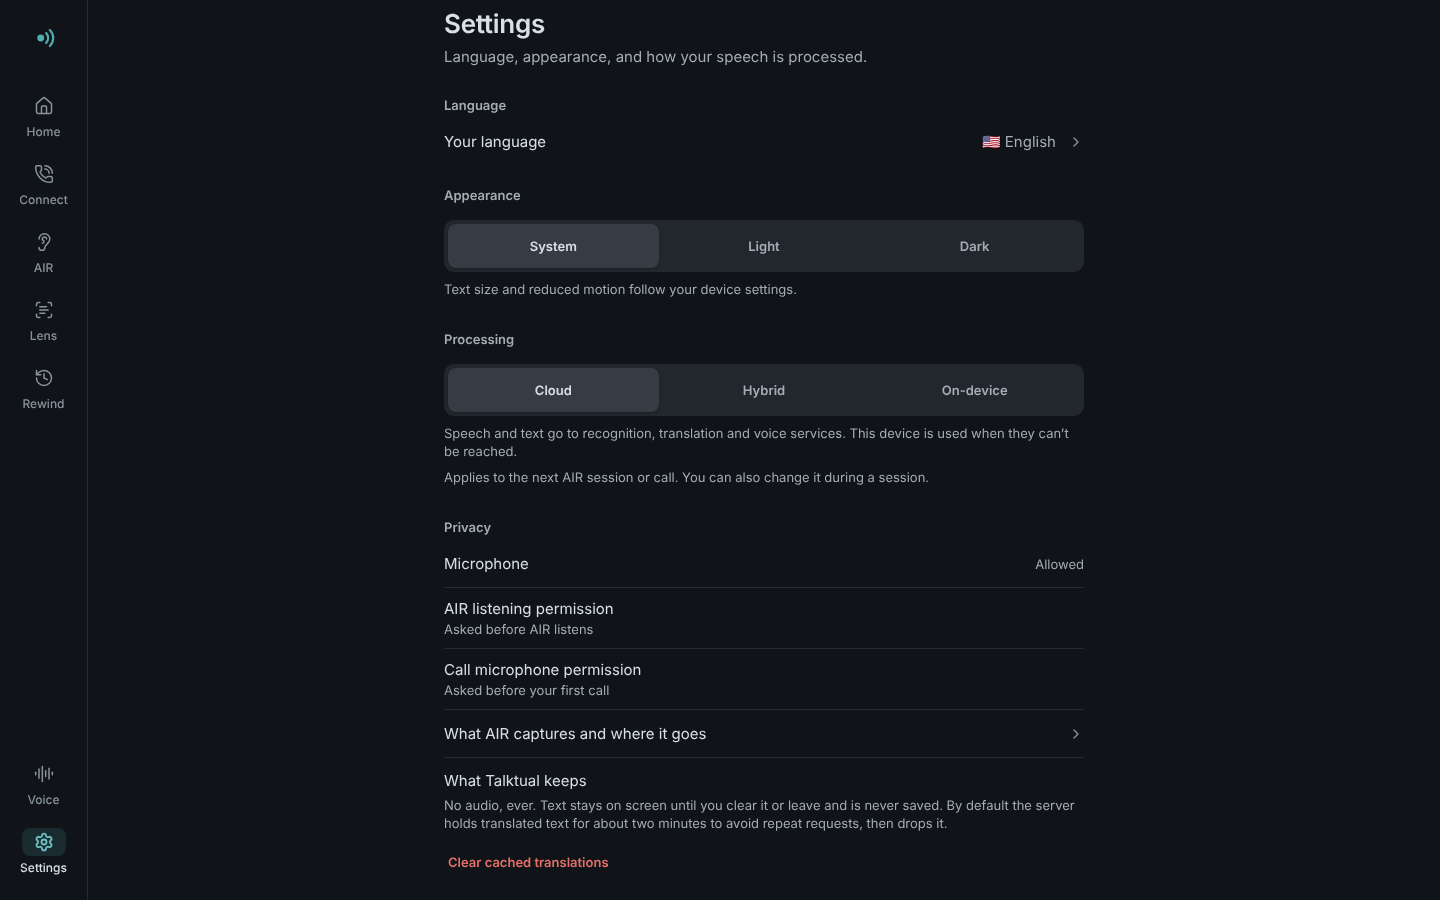 Settings
Language, appearance, and how your speech is processed.
Language
Your language
English
Appearance
System
Light
Dark
Text size and reduced motion follow your device settings.
Processing
Cloud
Hybrid
On-device
Speech and text go to recognition, translation and voice services. This device is used when they can’t
be reached.
Applies to the next AIR session or call. You can also change it during a session.
Privacy
Microphone
Allowed
AIR listening permission
Asked before AIR listens
Call microphone permission
Asked before your first call
What AIR captures and where it goes
What Talktual keeps
No audio, ever. Text stays on screen until you clear it or leave and is never saved. By default the server
holds translated text for about two minutes to avoid repeat requests, then drops it.
Clear cached translations
Home
Connect
AIR
Lens
Rewind
Voice
Settings